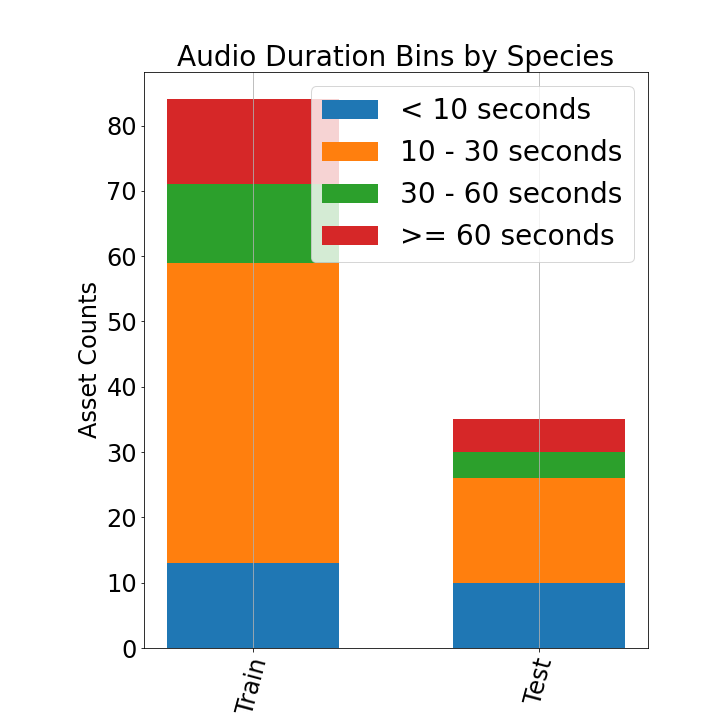 Audio Duration Bins by Species
< 10 seconds
10 - 30 seconds
30 - 60 seconds
>= 60 seconds
Asset Counts
80
70
60
50
40
30
20
10
0
Train
Test